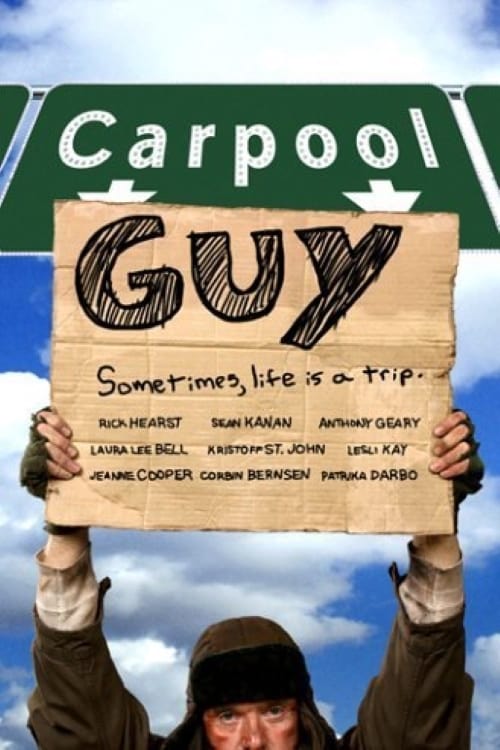 Carpool
GUY
Sometimes, life is a trip.
RICK HEARST SEAN KANAN ANTHONY GEARY
LAURA LEE BELL KRISTOFF ST. JOHN LESLI KAY
JEANNE COOPER CORBIN BERNSEN PATRIKA DARBO